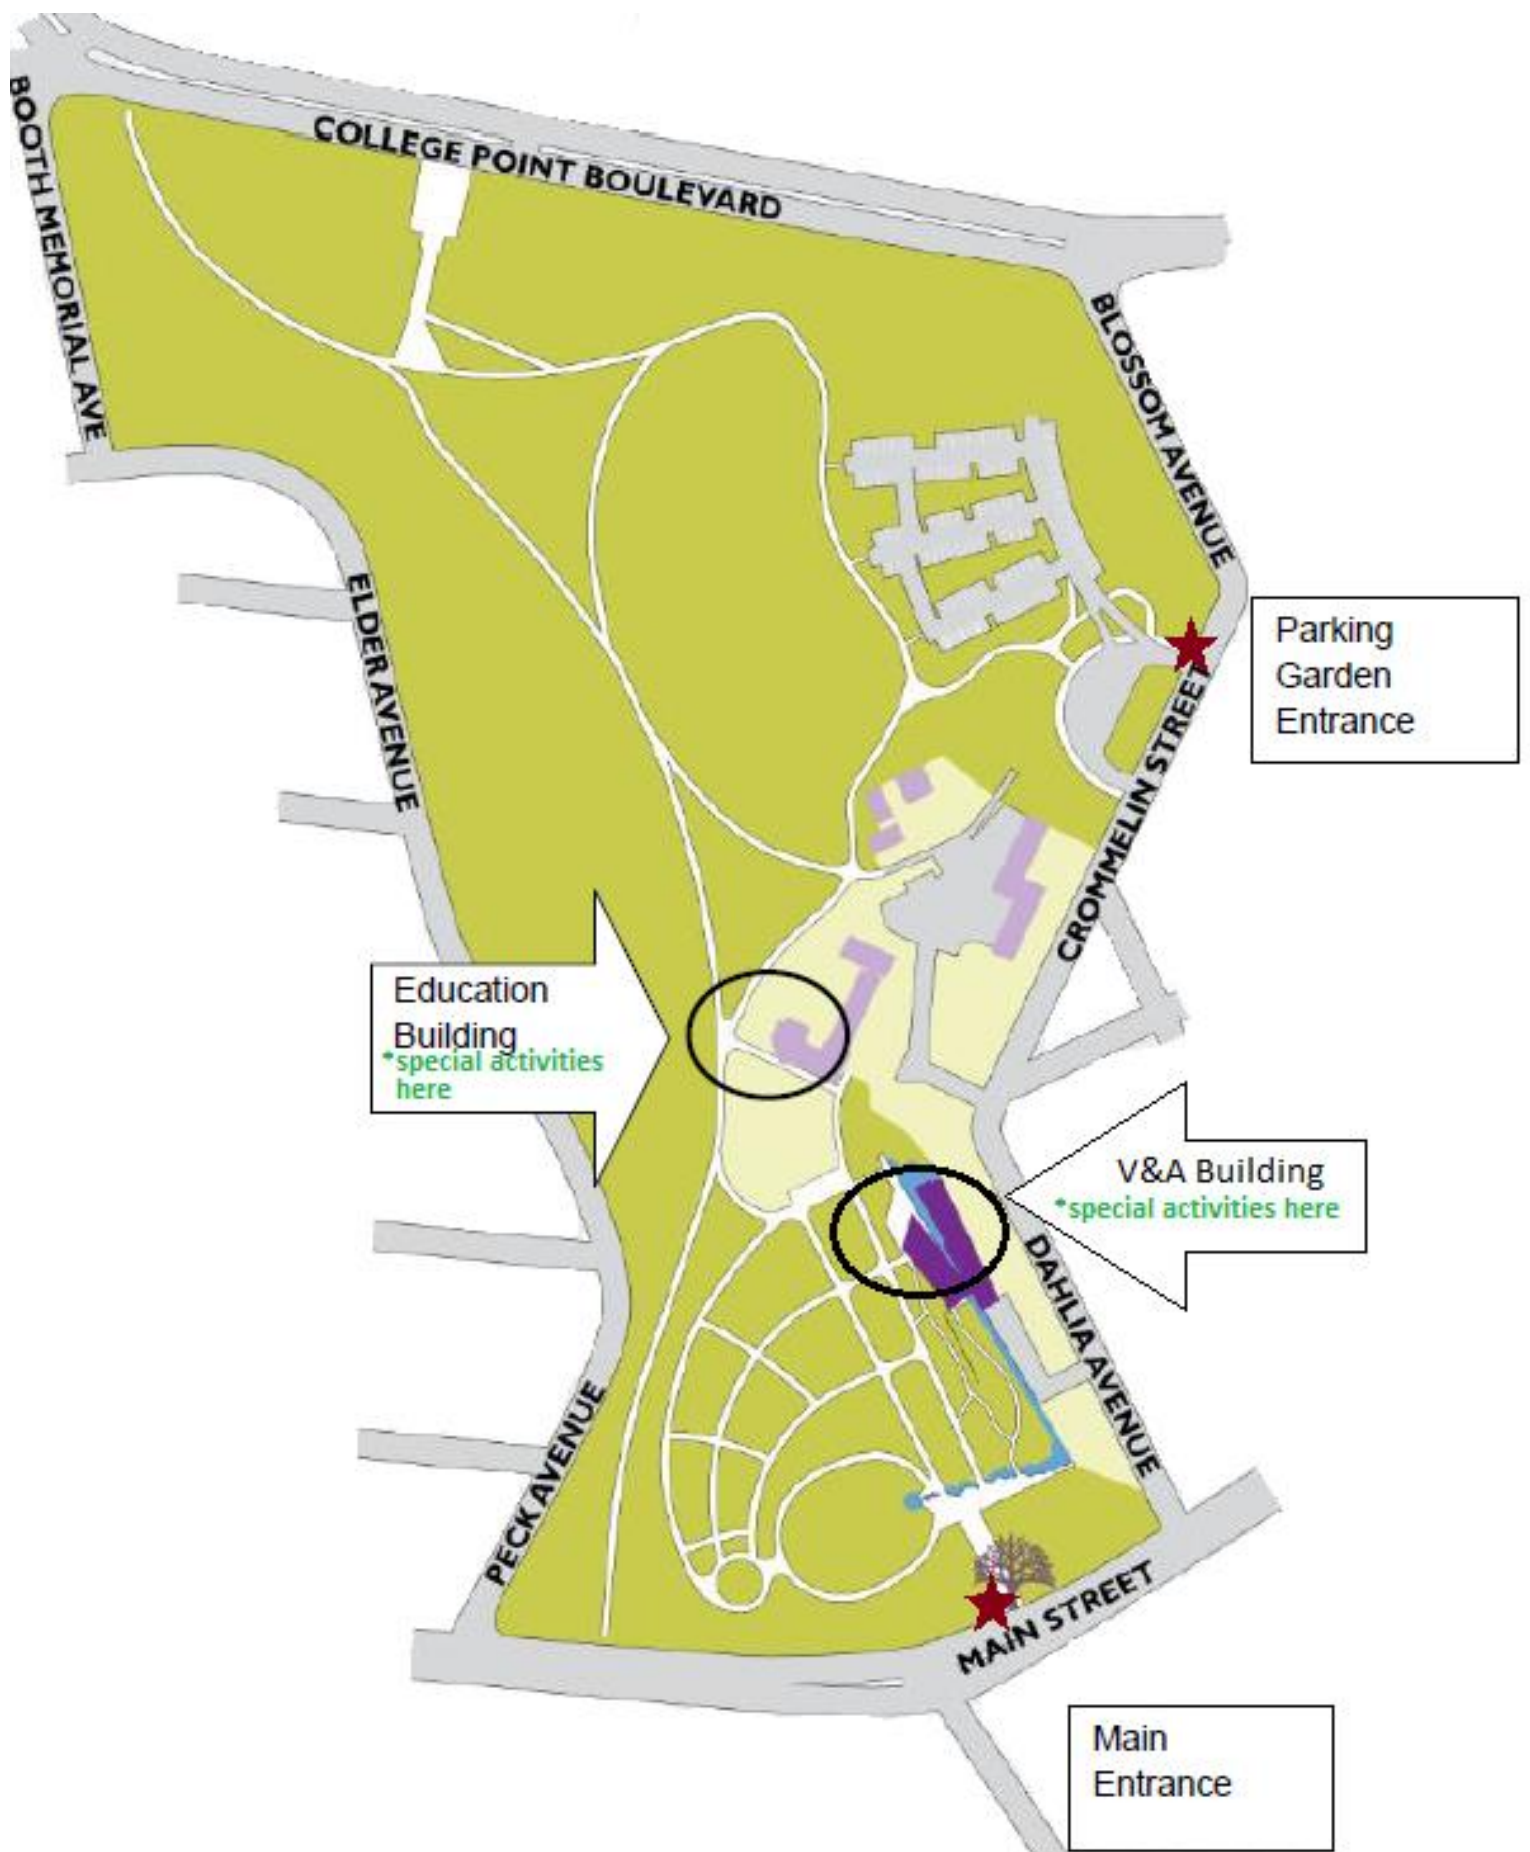 COLLEGE POINT BOULEVARD
BOOTH MEMORIAL AVE
BLOSSOM AVENUE
ELDER AVENUE
Parking
Garden
Entrance
CROMMELIN STREET
Education
Building
*special activities
here
V&A Building
*special activities here
DAHLIA AVENUE
PECK AVENUE
MAIN STREET
Main
Entrance